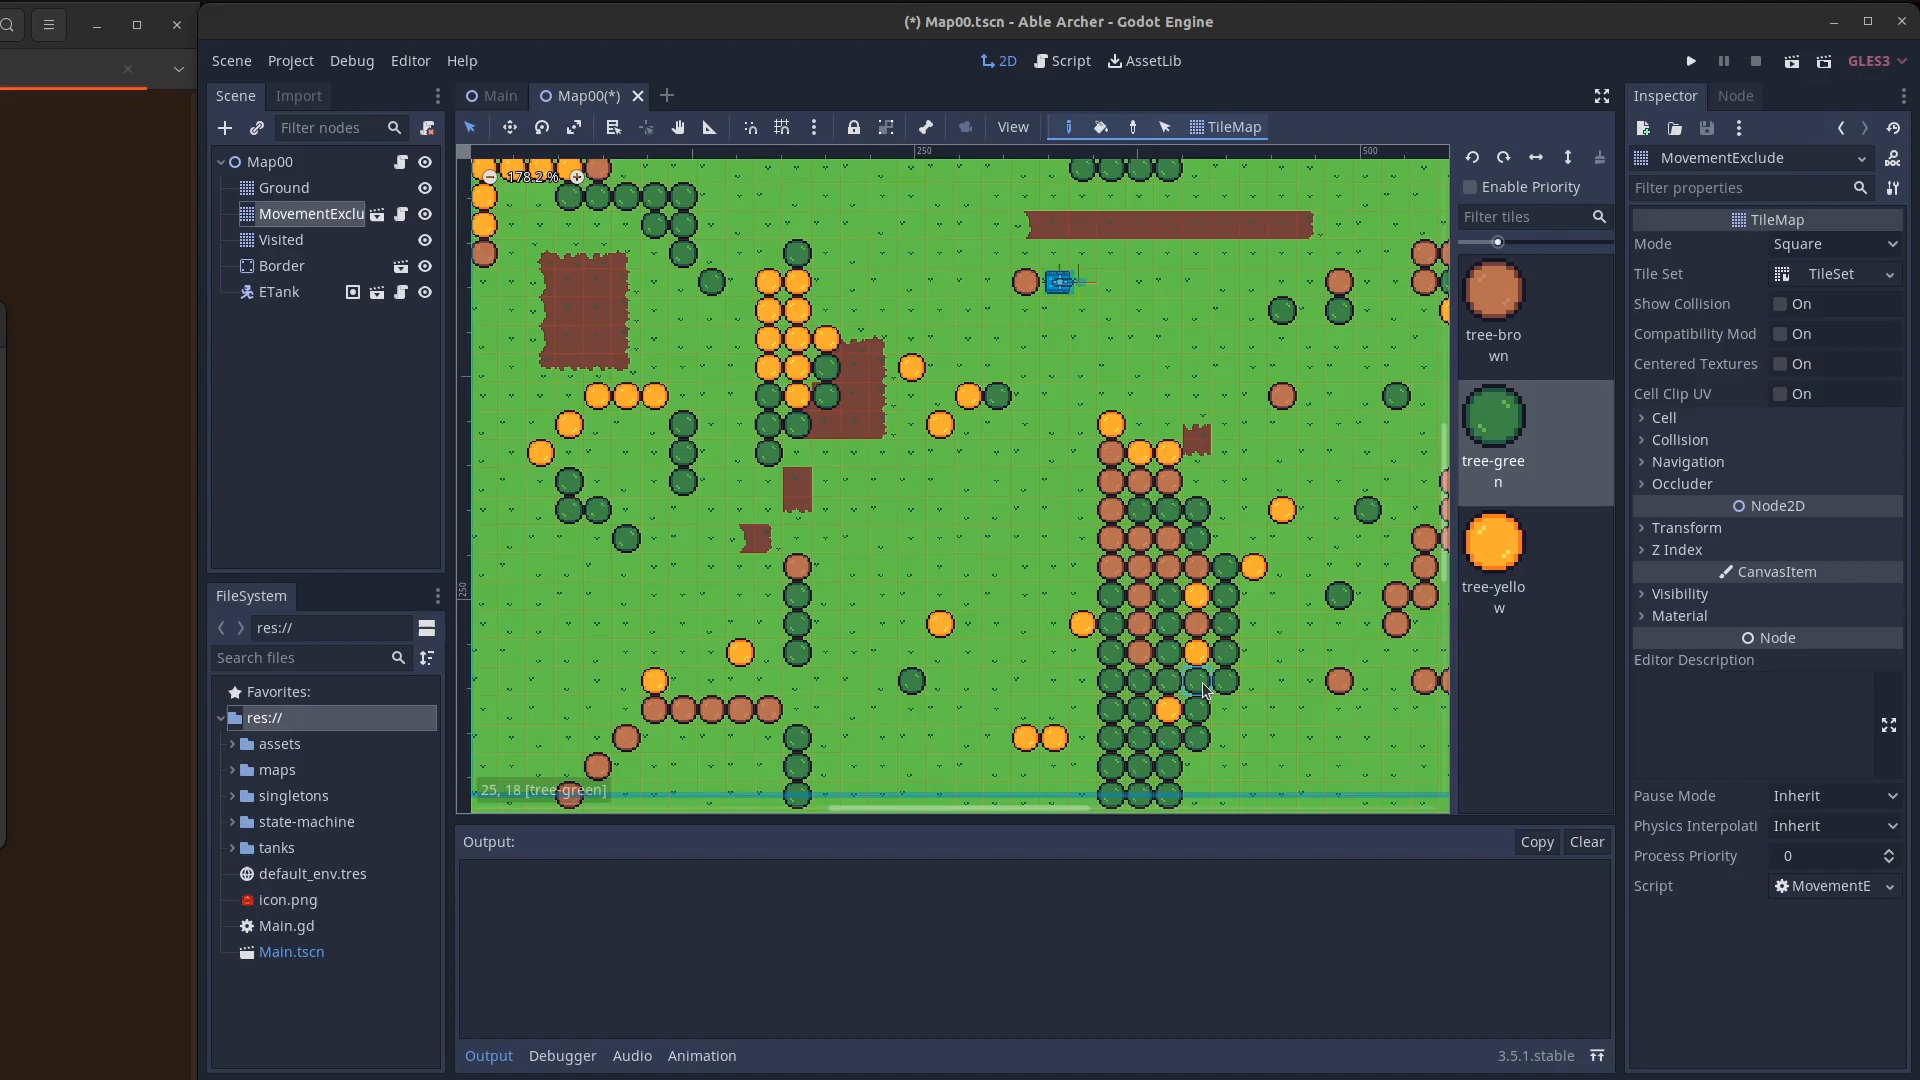 (*) Map00.tscn - Able Archer - Godot Engine
Scene Project Debug Editor Help
2D Script AssetLib
GLES3
Scene Import
Filter nodes
Map00
Ground
MovementExclu
Visited
Border
ETank
FileSystem
res://
Search files
Favorites:
res://
assets
maps
singletons
state-machine
tanks
default_env.tres
icon.png
Main.gd
Main.tscn
Main Map00(*)
View TileMap
250
500
250
178.2 %
25, 18 [tree-green]
Enable Priority
Filter tiles
tree-bro
wn
tree-gree
n
tree-yello
w
Output:
Copy Clear
Output Debugger Audio Animation
3.5.1.stable
Inspector Node
MovementExclude
Filter properties
TileMap
Mode Square
Tile Set TileSet
Show Collision On
Compatibility Mod On
Centered Textures On
Cell Clip UV On
Cell
Collision
Navigation
Occluder
Node2D
Transform
Z Index
CanvasItem
Visibility
Material
Node
Editor Description
Pause Mode Inherit
Physics Interpolati Inherit
Process Priority 0
Script MovementE